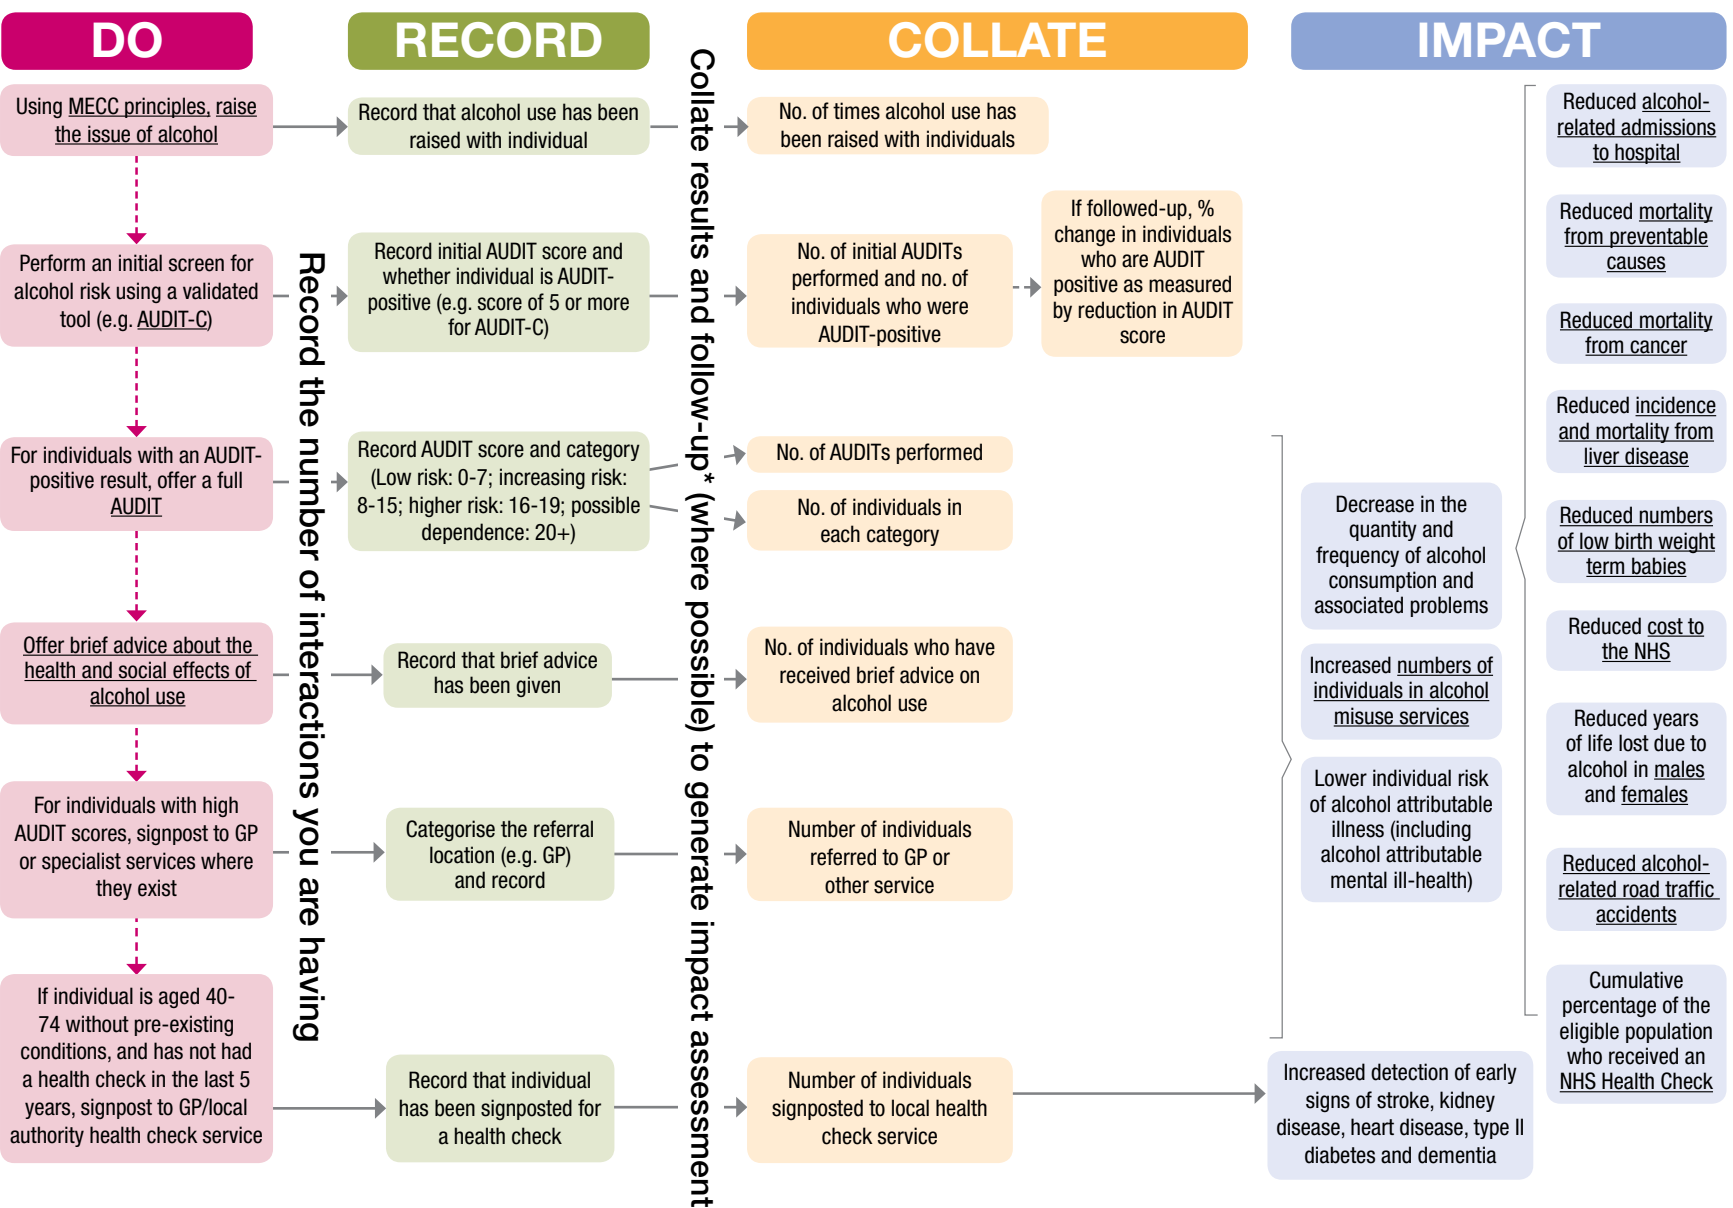 DO
RECORD
COLLATE
IMPACT
Using MECC principles, raise
the issue of alcohol
Record that alcohol use has been
raised with individual
No. of times alcohol use has
been raised with individuals
Perform an initial screen for
alcohol risk using a validated
tool (e.g. AUDIT-C)
Record initial AUDIT score and
whether individual is AUDIT-
positive (e.g. score of 5 or more
for AUDIT-C)
No. of initial AUDITs
performed and no. of
individuals who were
AUDIT-positive
If followed-up, %
change in individuals
who are AUDIT
positive as measured
by reduction in AUDIT
score
For individuals with an AUDIT-
positive result, offer a full
AUDIT
Record AUDIT score and category
(Low risk: 0-7; increasing risk:
8-15; higher risk: 16-19; possible
dependence: 20+)
No. of AUDITs performed
No. of individuals in
each category
Offer brief advice about the
health and social effects of
alcohol use
Record that brief advice
has been given
No. of individuals who have
received brief advice on
alcohol use
For individuals with high
AUDIT scores, signpost to GP
or specialist services where
they exist
Categorise the referral
location (e.g. GP)
and record
Number of individuals
referred to GP or
other service
If individual is aged 40-
74 without pre-existing
conditions, and has not had
a health check in the last 5
years, signpost to GP/local
authority health check service
Record that individual
has been signposted for
a health check
Number of individuals
signposted to local health
check service
Record the number of interactions you are having
Collate results and follow-up* (where possible) to generate impact assessment
Decrease in the
quantity and
frequency of alcohol
consumption and
associated problems
Increased numbers of
individuals in alcohol
misuse services
Lower individual risk
of alcohol attributable
illness (including
alcohol attributable
mental ill-health)
Increased detection of early
signs of stroke, kidney
disease, heart disease, type II
diabetes and dementia
Reduced alcohol-
related admissions
to hospital
Reduced mortality
from preventable
causes
Reduced mortality
from cancer
Reduced incidence
and mortality from
liver disease
Reduced numbers
of low birth weight
term babies
Reduced cost to
the NHS
Reduced years
of life lost due to
alcohol in males
and females
Reduced alcohol-
related road traffic
accidents
Cumulative
percentage of the
eligible population
who received an
NHS Health Check